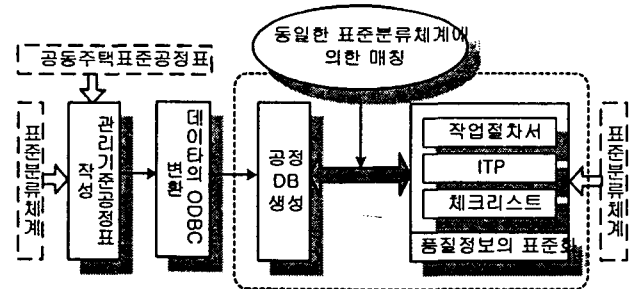 동일한 표준분류체계에
의한 매칭
공동주택표준공정표
표준분류체계
관리기준공정표
작성
데이타의 ODBC
변환
공정
DB
생성
작업절차서
ITP
체크리스트
품질정보의 표준화
표준분류체계